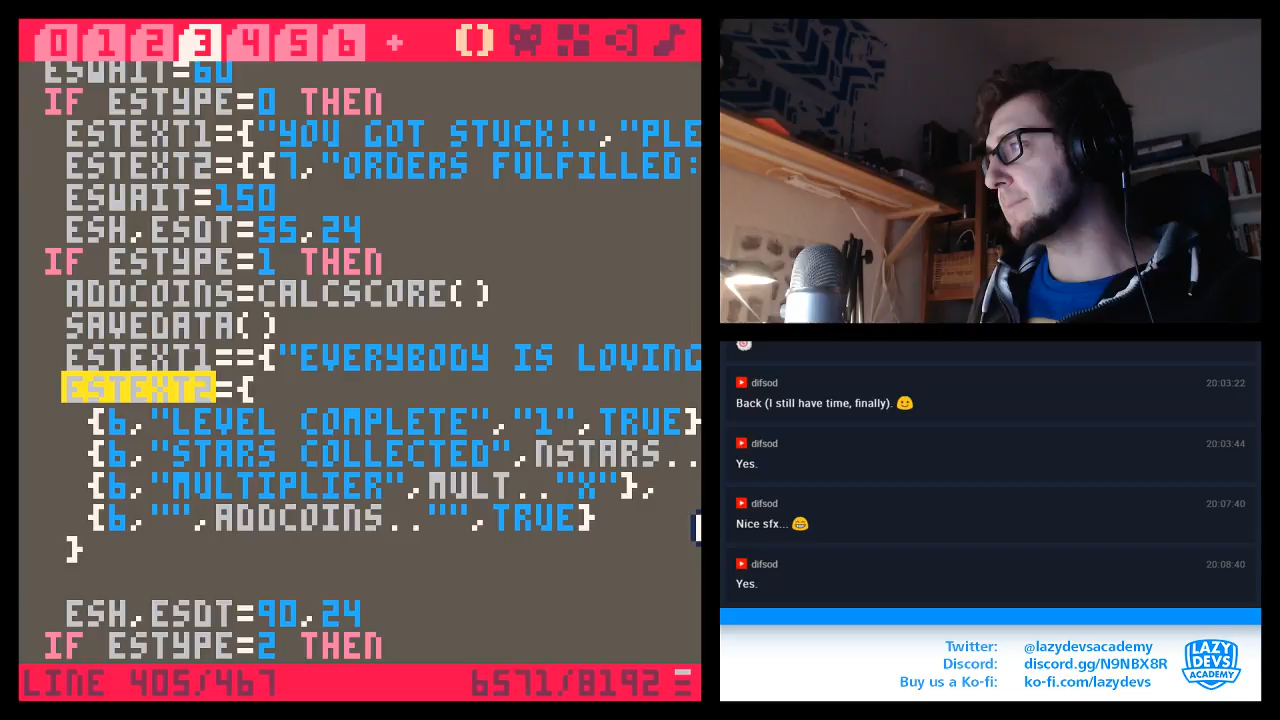 0 1 2 3 4 5 6 +
ESWAIT=60
IF ESTYPE=0 THEN
ESTEXT1={"YOU GOT STUCK!","PLE
ESTEXT2={{7,"ORDERS FULFILLED:
ESWAIT=150
ESH,ESDT=55,24
IF ESTYPE=1 THEN
ADDCOINS=CALCSCORE()
SAVEDATA()
ESTEXT1=={"EVERYBODY IS LOVING
ESTEXT2={
{6,"LEVEL COMPLETE","1",TRUE}
{6,"STARS COLLECTED",NSTARS..
{6,"MULTIPLIER",MULT.."X"},
{6,"",ADDCOINS.."",TRUE}
}
ESH,ESDT=90,24
IF ESTYPE=2 THEN
LINE 405/467 6571/8192
difsod 20:03:22
Back (I still have time, finally). 
difsod 20:03:44
Yes.
difsod 20:07:40
Nice sfx... 
difsod 20:08:40
Yes.
Twitter: @lazydevsacademy
Discord: discord.gg/N9NBX8R
Buy us a Ko-fi: ko-fi.com/lazydevs
LAZY
DEVS
ACADEMY